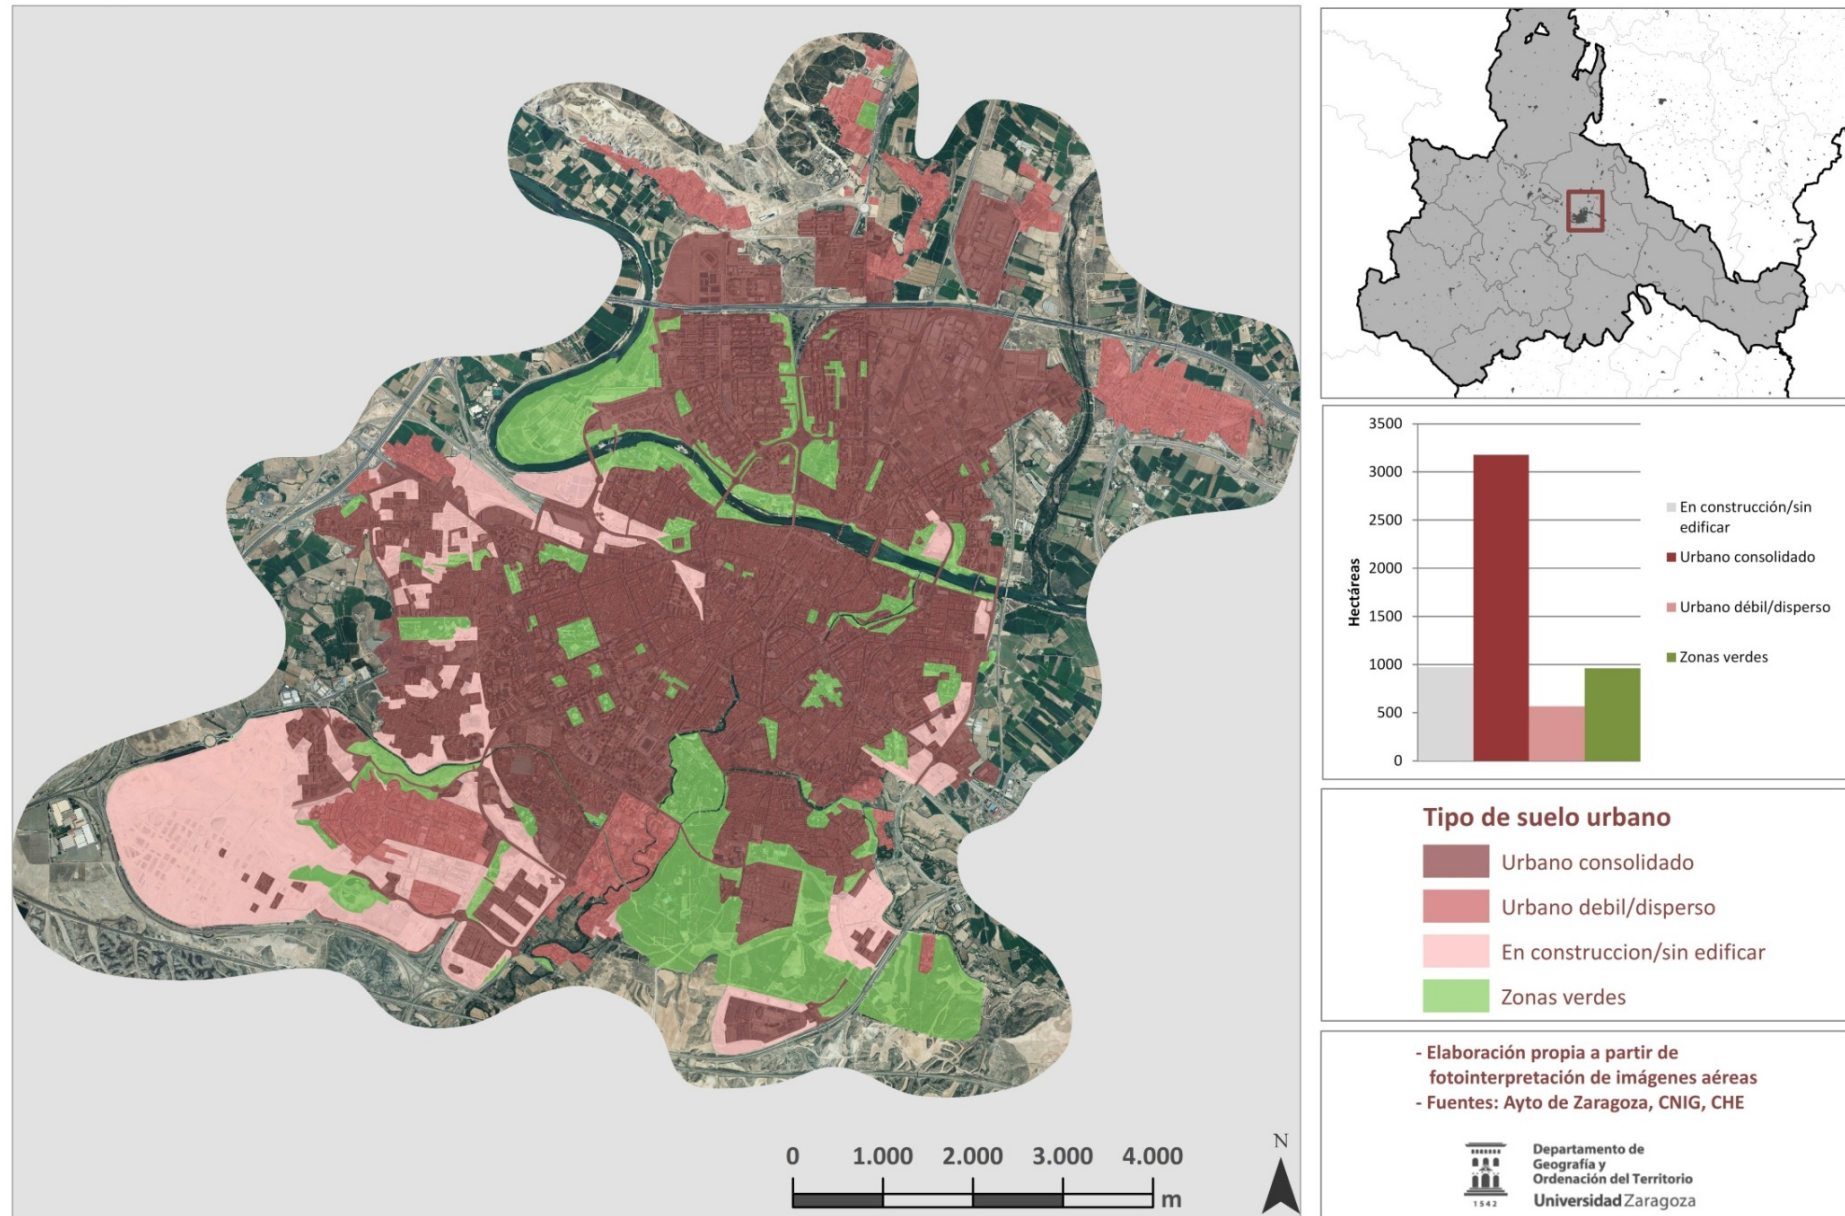 0 1.000 2.000 3.000 4.000
m
N
3500
3000
2500
2000
1500
1000
500
0
Hectáreas
En construcción/sin
edificar
Urbano consolidado
Urbano débil/disperso
Zonas verdes
Tipo de suelo urbano
Urbano consolidado
Urbano debil/disperso
En construccion/sin edificar
Zonas verdes
- Elaboración propia a partir de
fotointerpretación de imágenes aéreas
- Fuentes: Ayto de Zaragoza, CNIG, CHE
1542
Departamento de
Geografía y
Ordenación del Territorio
Universidad Zaragoza